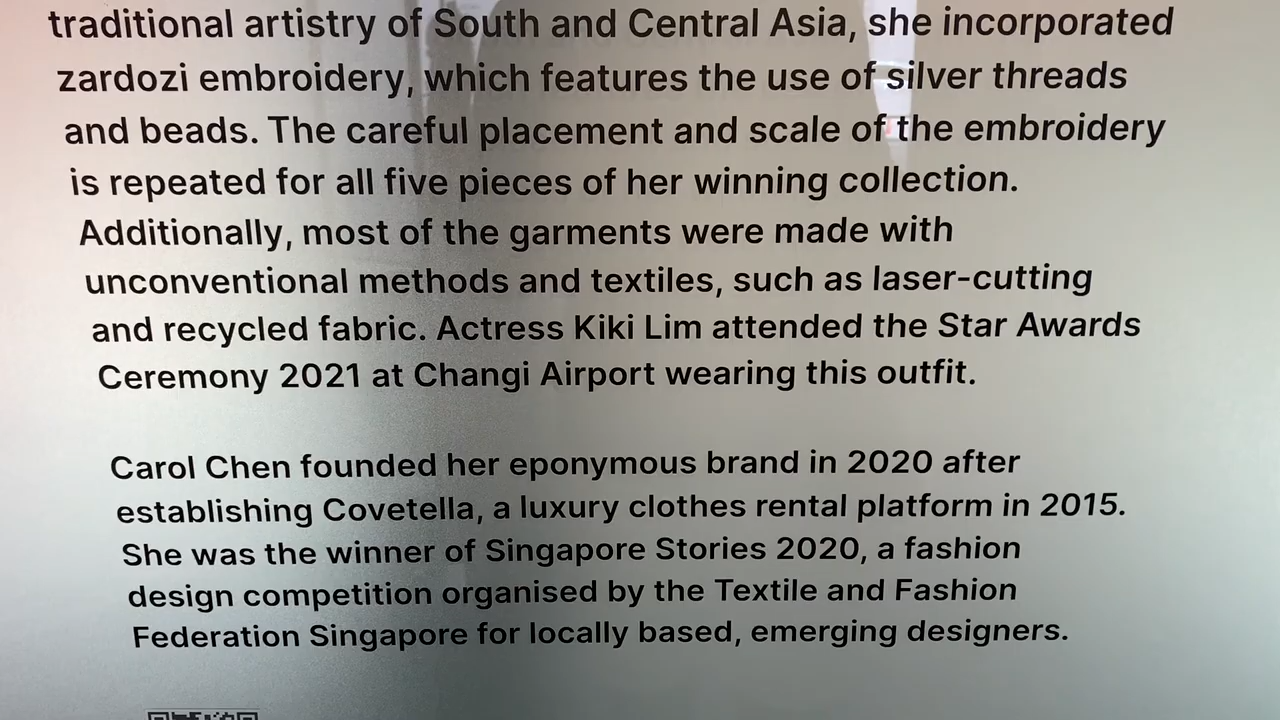 traditional artistry of South and Central Asia, she incorporated
zardozi embroidery, which features the use of silver threads
and beads. The careful placement and scale of the embroidery
is repeated for all five pieces of her winning collection.
Additionally, most of the garments were made with
unconventional methods and textiles, such as laser-cutting
and recycled fabric. Actress Kiki Lim attended the Star Awards
Ceremony 2021 at Changi Airport wearing this outfit.
Carol Chen founded her eponymous brand in 2020 after
establishing Covetella, a luxury clothes rental platform in 2015.
She was the winner of Singapore Stories 2020, a fashion
design competition organised by the Textile and Fashion
Federation Singapore for locally based, emerging designers.